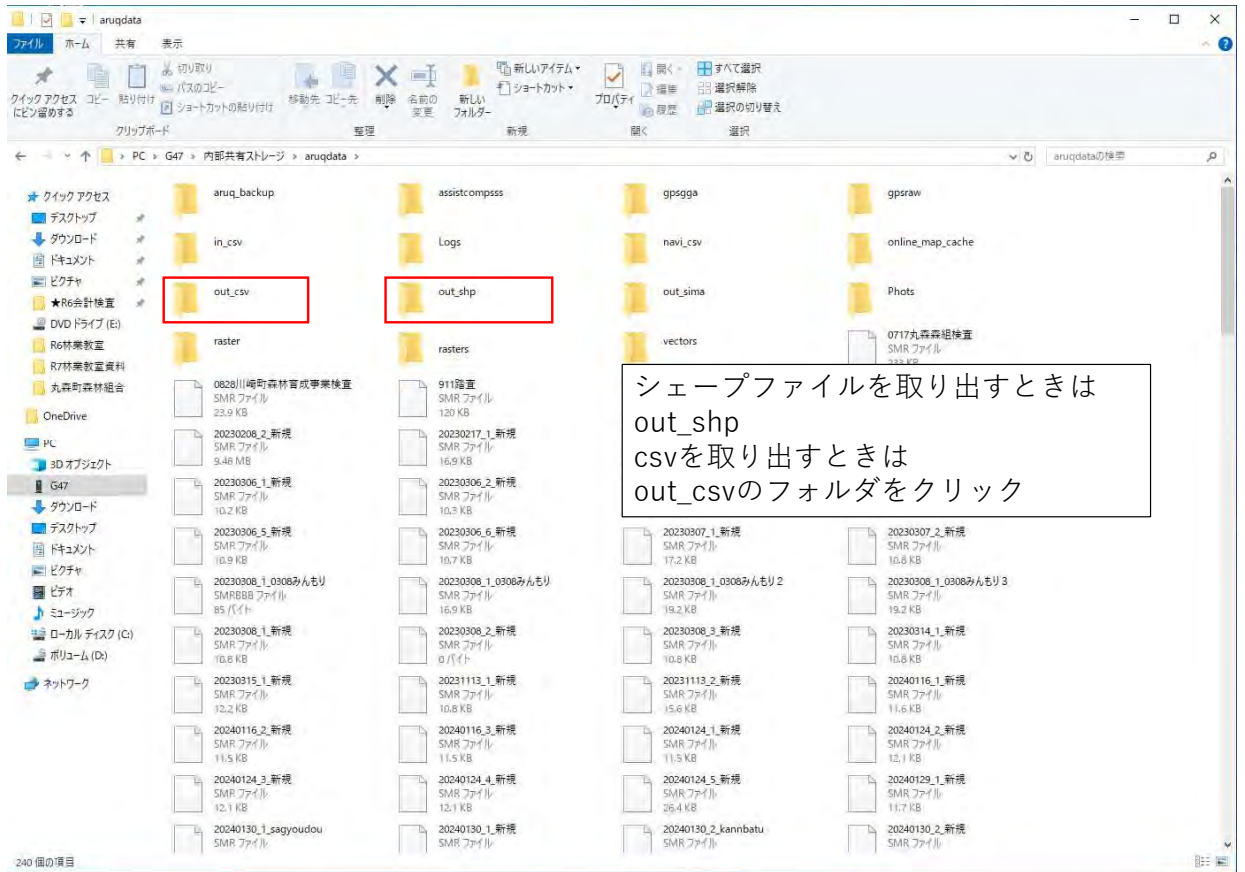 aruqdata
ファイル ホーム 共有 表示
クイック アクセスにピン留めする
コピー
貼り付け
切り取り
パスのコピー
ショートカットの貼り付け
移動先
コピー先
削除
名前の変更
新しいフォルダー
新しいアイテム
ショートカット
プロパティ
開く
編集
履歴
すべて選択
選択解除
選択の切り替え
クリップボード 整理 新規 開く 選択
PC > G47 > 内部共有ストレージ > aruqdata >
aruqdataの検索
クイック アクセス
デスクトップ
ダウンロード
ドキュメント
ピクチャ
★R6会計検査
DVD ドライブ (E:)
R6林業教室
R7林業教室資料
丸森町森林組合
OneDrive
PC
3D オブジェクト
G47
ダウンロード
デスクトップ
ドキュメント
ピクチャ
ビデオ
ミュージック
ローカル ディスク (C:)
ボリューム (D:)
ネットワーク
aruq_backup
assistcompsss
gpsgga
gpsraw
in_csv
Logs
navi_csv
online_map_cache
out_csv
out_shp
out_sima
Phots
raster
rasters
vectors
0717丸森森組検査
SMR ファイル
233 KB
0828川崎町森林育成事業検査
SMR ファイル
23.9 KB
911踏査
SMR ファイル
120 KB
シェープファイルを取り出すときは
out_shp
csvを取り出すときは
out_csvのフォルダをクリック
20230208_2_新規
SMR ファイル
9.46 MB
20230217_1_新規
SMR ファイル
16.9 KB
20230306_1_新規
SMR ファイル
10.2 KB
20230306_2_新規
SMR ファイル
10.3 KB
20230306_5_新規
SMR ファイル
10.9 KB
20230306_6_新規
SMR ファイル
10.7 KB
20230307_1_新規
SMR ファイル
17.2 KB
20230307_2_新規
SMR ファイル
10.8 KB
20230308_1_0308みんもり
SMRBBB ファイル
85 バイト
20230308_1_0308みんもり
SMR ファイル
16.9 KB
20230308_1_0308みんもり2
SMR ファイル
19.2 KB
20230308_1_0308みんもり3
SMR ファイル
19.2 KB
20230308_1_新規
SMR ファイル
10.8 KB
20230308_2_新規
SMR ファイル
0 バイト
20230308_3_新規
SMR ファイル
10.8 KB
20230314_1_新規
SMR ファイル
10.8 KB
20230315_1_新規
SMR ファイル
12.2 KB
20231113_1_新規
SMR ファイル
10.8 KB
20231113_2_新規
SMR ファイル
15.6 KB
20240116_1_新規
SMR ファイル
11.6 KB
20240116_2_新規
SMR ファイル
11.5 KB
20240116_3_新規
SMR ファイル
11.5 KB
20240124_1_新規
SMR ファイル
11.5 KB
20240124_2_新規
SMR ファイル
12.1 KB
20240124_3_新規
SMR ファイル
12.1 KB
20240124_4_新規
SMR ファイル
12.1 KB
20240124_5_新規
SMR ファイル
26.4 KB
20240129_1_新規
SMR ファイル
11.7 KB
20240130_1_sagyoudou
SMR ファイル
20240130_1_新規
SMR ファイル
20240130_2_kannbatu
SMR ファイル
20240130_2_新規
SMR ファイル
240 個の項目